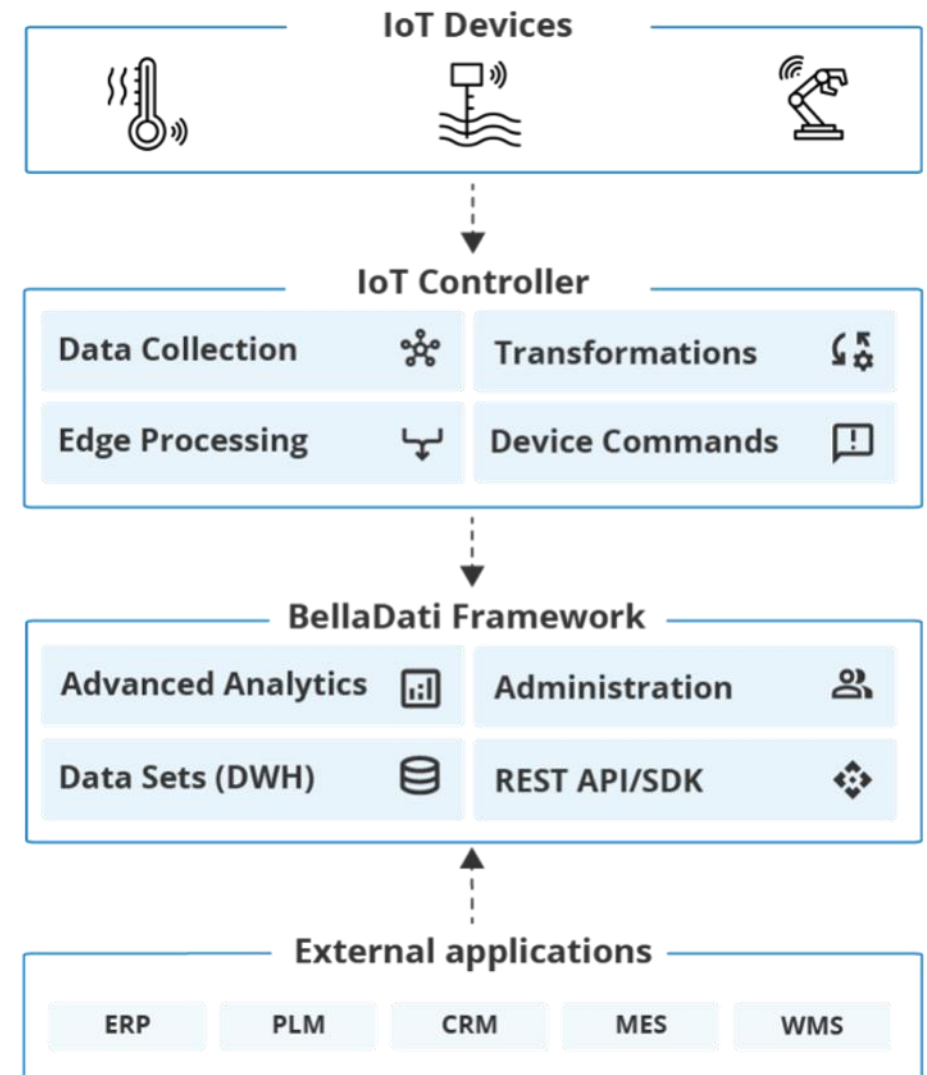 IoT Devices
IoT Controller
Data Collection
Transformations
Edge Processing
Device Commands
BellaDati Framework
Advanced Analytics
Administration
Data Sets (DWH)
REST API/SDK
External applications
ERP
PLM
CRM
MES
WMS